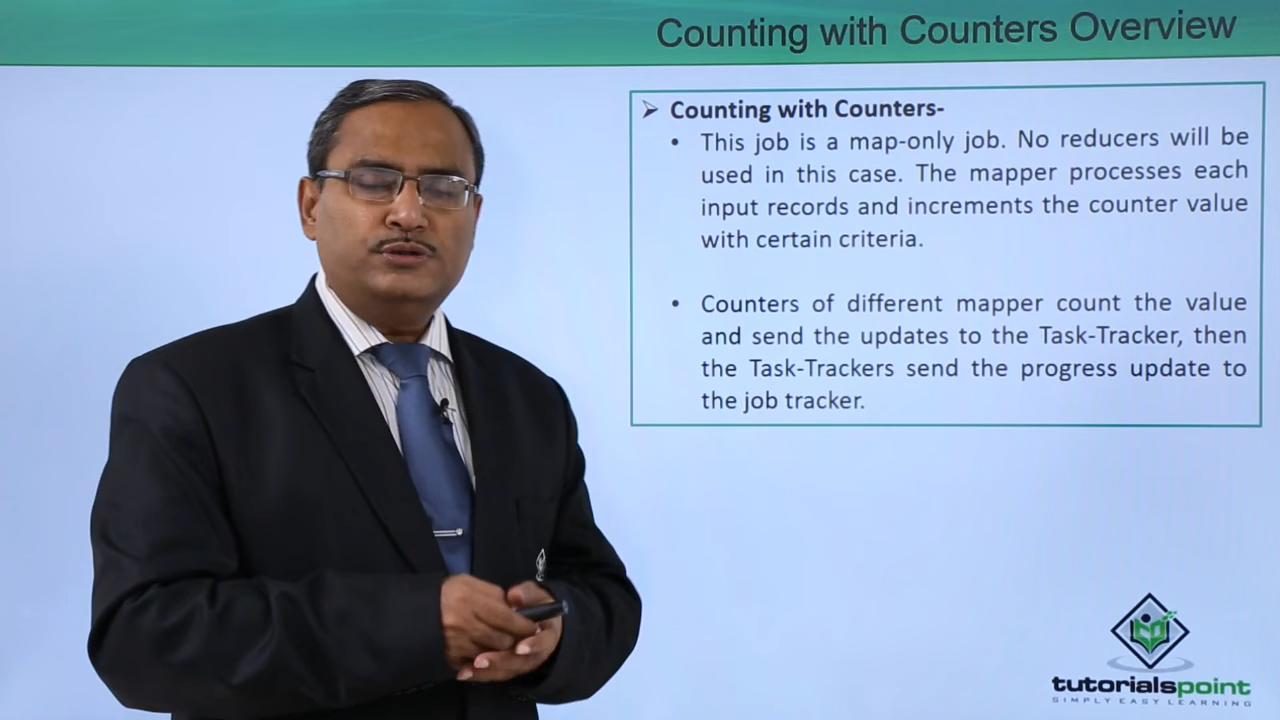 Counting with Counters Overview
➢ Counting with Counters-
• This job is a map-only job. No reducers will be
used in this case. The mapper processes each
input records and increments the counter value
with certain criteria.
• Counters of different mapper count the value
and send the updates to the Task-Tracker, then
the Task-Trackers send the progress update to
the job tracker.
tutorialspoint
SIMPLY EASY LEARNING